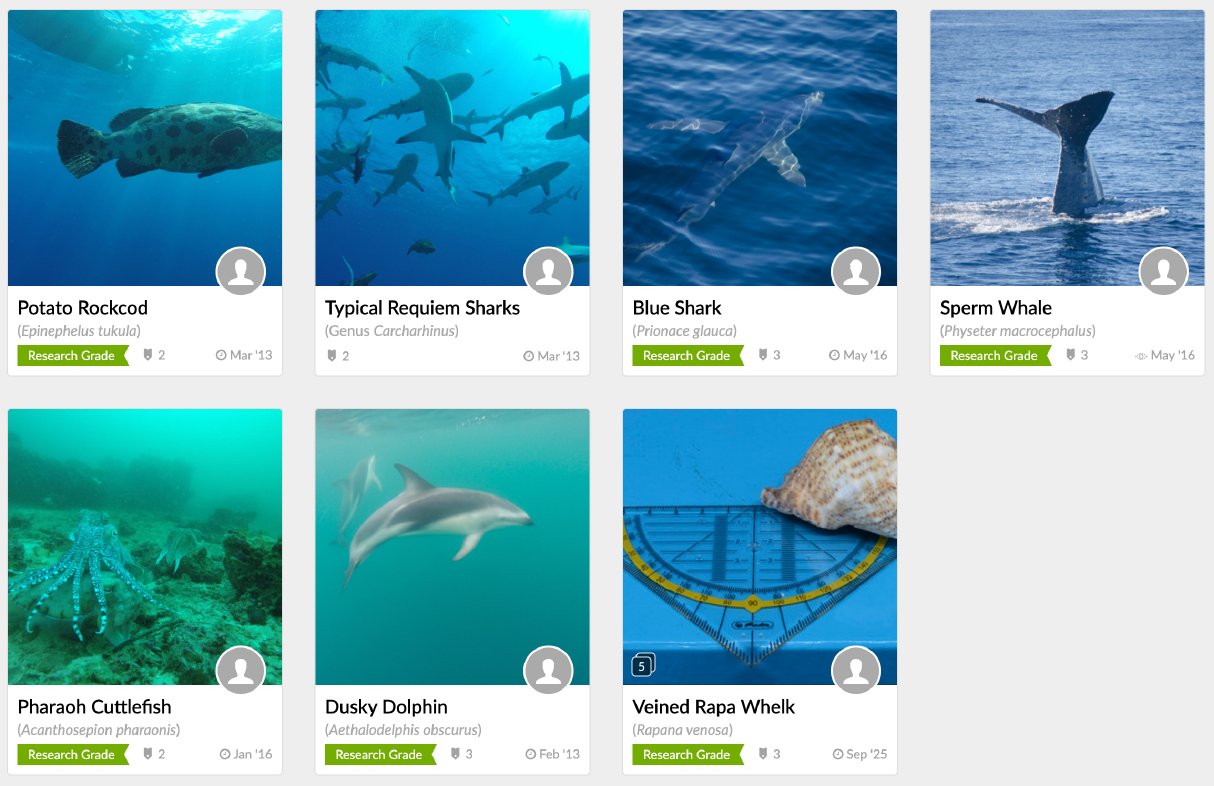 Potato Rockcod
(Epinephelus tukula)
Research Grade 2 Mar '13
Typical Requiem Sharks
(Genus Carcharhinus)
2 Mar '13
Blue Shark
(Prionace glauca)
Research Grade 3 May '16
Sperm Whale
(Physeter macrocephalus)
Research Grade 3 May '16
Pharaoh Cuttlefish
(Acanthosepion pharaonis)
Research Grade 2 Jan '16
Dusky Dolphin
(Aethalodelphis obscurus)
Research Grade 3 Feb '13
90
5
Veined Rapa Whelk
(Rapana venosa)
Research Grade 3 Sep '25